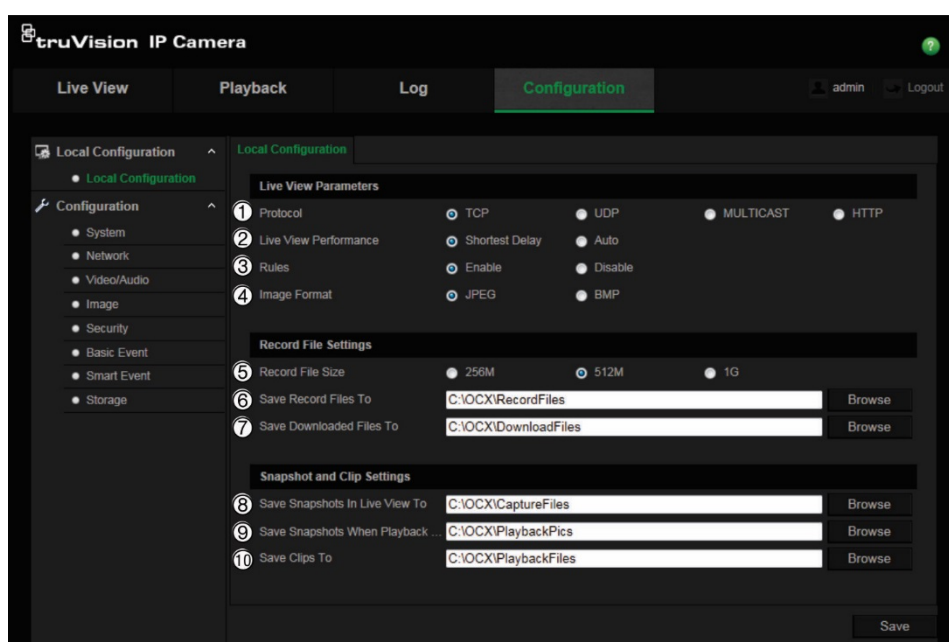 truVision IP Camera
?
Live View Playback Log Configuration admin Logout
Local Configuration
Local Configuration
Configuration
System
Network
Video/Audio
Image
Security
Basic Event
Smart Event
Storage
Local Configuration
Live View Parameters
1 Protocol TCP UDP MULTICAST HTTP
2 Live View Performance Shortest Delay Auto
3 Rules Enable Disable
4 Image Format JPEG BMP
Record File Settings
5 Record File Size 256M 512M 1G
6 Save Record Files To C:\OCX\RecordFiles Browse
7 Save Downloaded Files To C:\OCX\DownloadFiles Browse
Snapshot and Clip Settings
8 Save Snapshots In Live View To C:\OCX\CaptureFiles Browse
9 Save Snapshots When Playback ... C:\OCX\PlaybackPics Browse
10 Save Clips To C:\OCX\PlaybackFiles Browse
Save